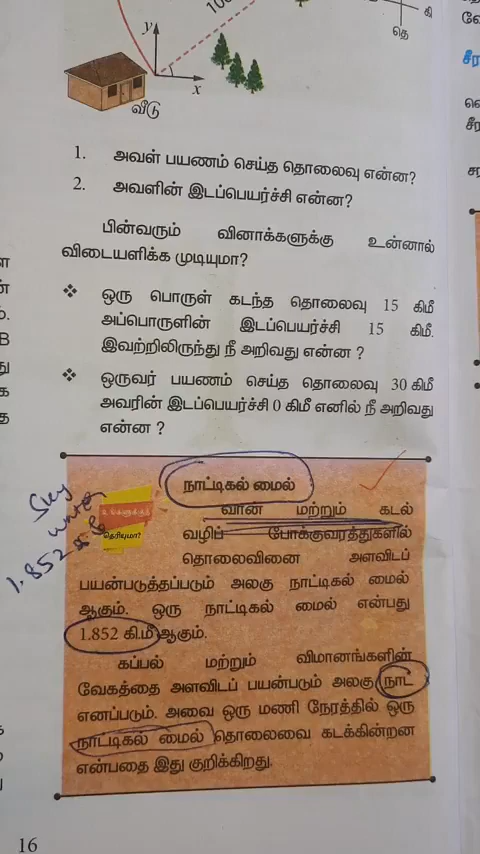 y
x
வீடு
கி
தெ
1. அவள் பயணம் செய்த தொலைவு என்ன?
2. அவளின் இடப்பெயர்ச்சி என்ன?
பின்வரும் வினாக்களுக்கு உன்னால்
விடையளிக்க முடியுமா?
❖ ஒரு பொருள் கடந்த தொலைவு 15 கிமீ
அப்பொருளின் இடப்பெயர்ச்சி 15 கிமீ.
இவற்றிலிருந்து நீ அறிவது என்ன ?
❖ ஒருவர் பயணம் செய்த தொலைவு 30 கிமீ
அவரின் இடப்பெயர்ச்சி 0 கிமீ எனில் நீ அறிவது
என்ன ?
Sky
water
1.852
உங்களுக்குத்
தெரியுமா?
நாட்டிகல் மைல்
வான் மற்றும் கடல்
வழிப் போக்குவரத்துகளில்
தொலைவினை அளவிடப்
பயன்படுத்தப்படும் அலகு நாட்டிகல் மைல்
ஆகும். ஒரு நாட்டிகல் மைல் என்பது
1.852 கி.மீ ஆகும்.
கப்பல் மற்றும் விமானங்களின்
வேகத்தை அளவிடப் பயன்படும் அலகு நாட்
எனப்படும். அவை ஒரு மணி நேரத்தில் ஒரு
நாட்டிகல் மைல் தொலைவை கடக்கின்றன
என்பதை இது குறிக்கிறது.
16